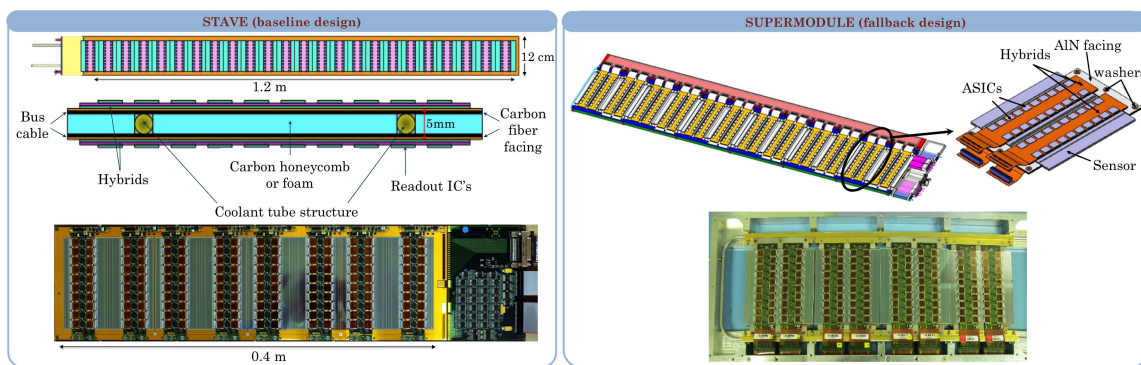 STAVE (baseline design)
12 cm
1.2 m
Bus
cable
5mm
Carbon
fiber
facing
Hybrids
Carbon honeycomb
or foam
Readout IC's
Coolant tube structure
0.4 m
SUPERMODULE (fallback design)
AlN facing
Hybrids
washers
ASICs
Sensor